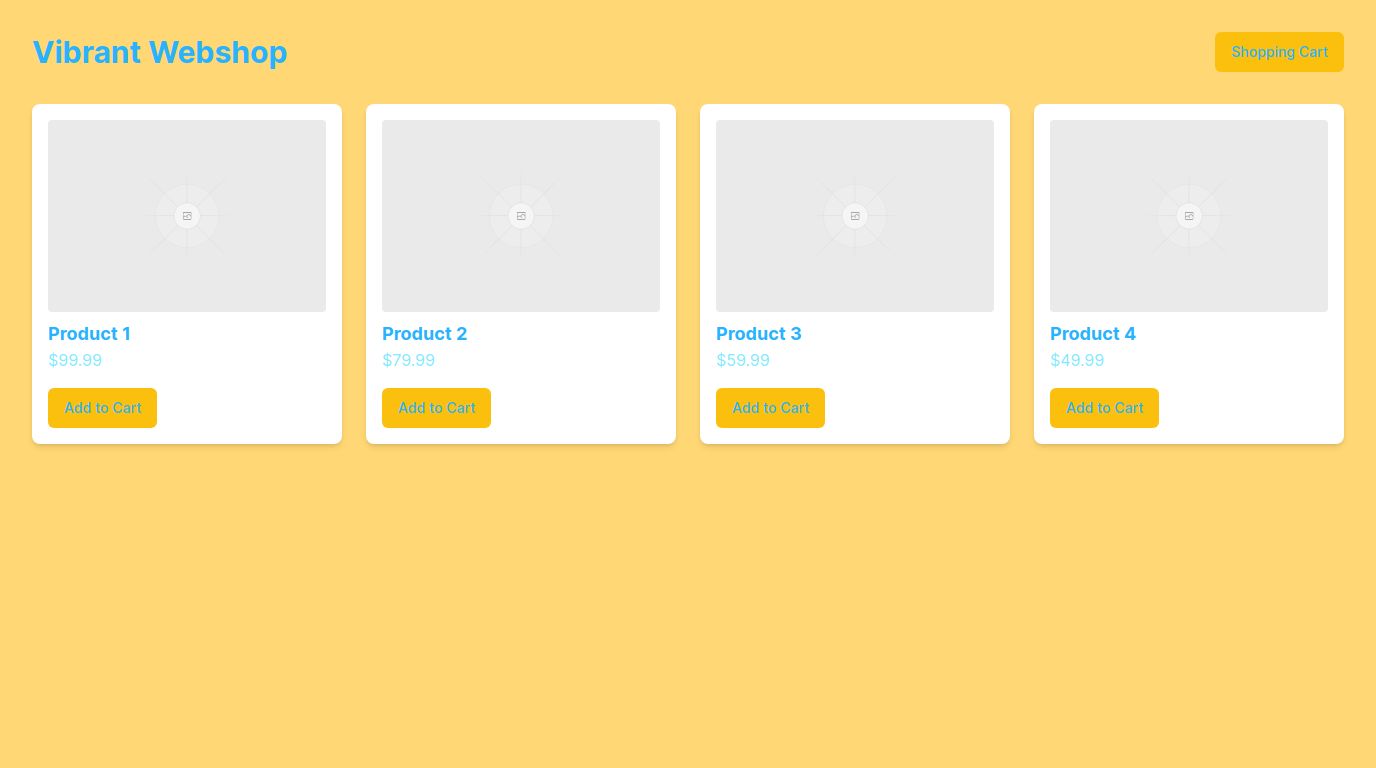 Vibrant Webshop
Shopping Cart
Product 1
$99.99
Add to Cart
Product 2
$79.99
Add to Cart
Product 3
$59.99
Add to Cart
Product 4
$49.99
Add to Cart